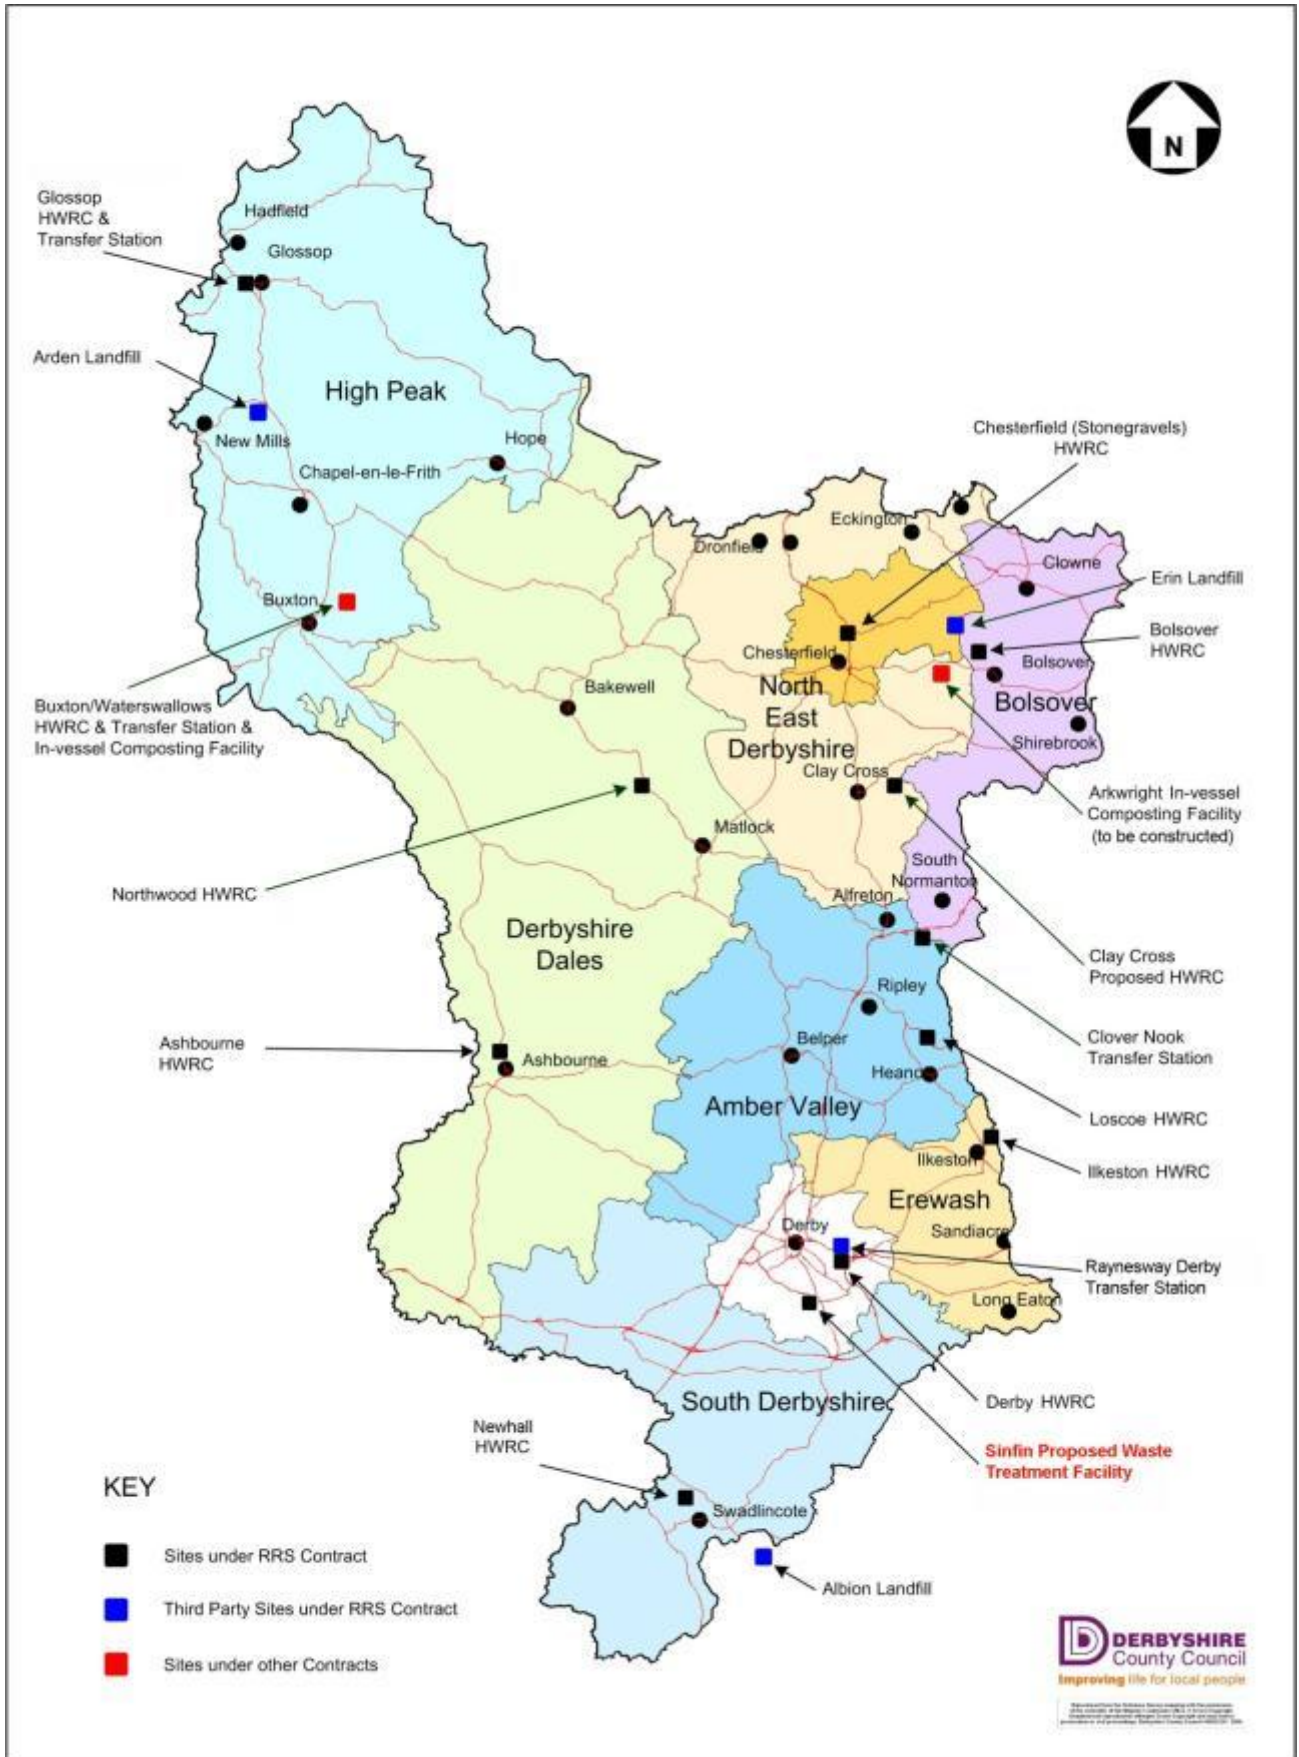 N
Glossop
HWRC &
Transfer Station
Hadfield
Glossop
Arden Landfill
High Peak
New Mills
Hope
Chapel-en-le-Frith
Chesterfield (Stonegravels)
HWRC
Eckington
Dronfield
Clowne
Erin Landfill
Buxton
Bolsover
HWRC
Chesterfield
Bolsover
Bakewell
North
East
Derbyshire
Bolsover
Buxton/Waterswallows
HWRC & Transfer Station &
In-vessel Composting Facility
Shirebrook
Clay Cross
Arkwright In-vessel
Composting Facility
(to be constructed)
Matlock
South
Normanton
Northwood HWRC
Alfreton
Derbyshire
Dales
Clay Cross
Proposed HWRC
Ripley
Ashbourne
HWRC
Belper
Clover Nook
Transfer Station
Ashbourne
Heanor
Amber Valley
Loscoe HWRC
Ilkeston
Ilkeston HWRC
Erewash
Derby
Sandiacre
Raynesway Derby
Transfer Station
Long Eaton
South Derbyshire
Derby HWRC
Newhall
HWRC
Sinfin Proposed Waste
Treatment Facility
KEY
Swadlincote
Sites under RRS Contract
Albion Landfill
Third Party Sites under RRS Contract
Sites under other Contracts
DERBYSHIRE
County Council
Improving life for local people